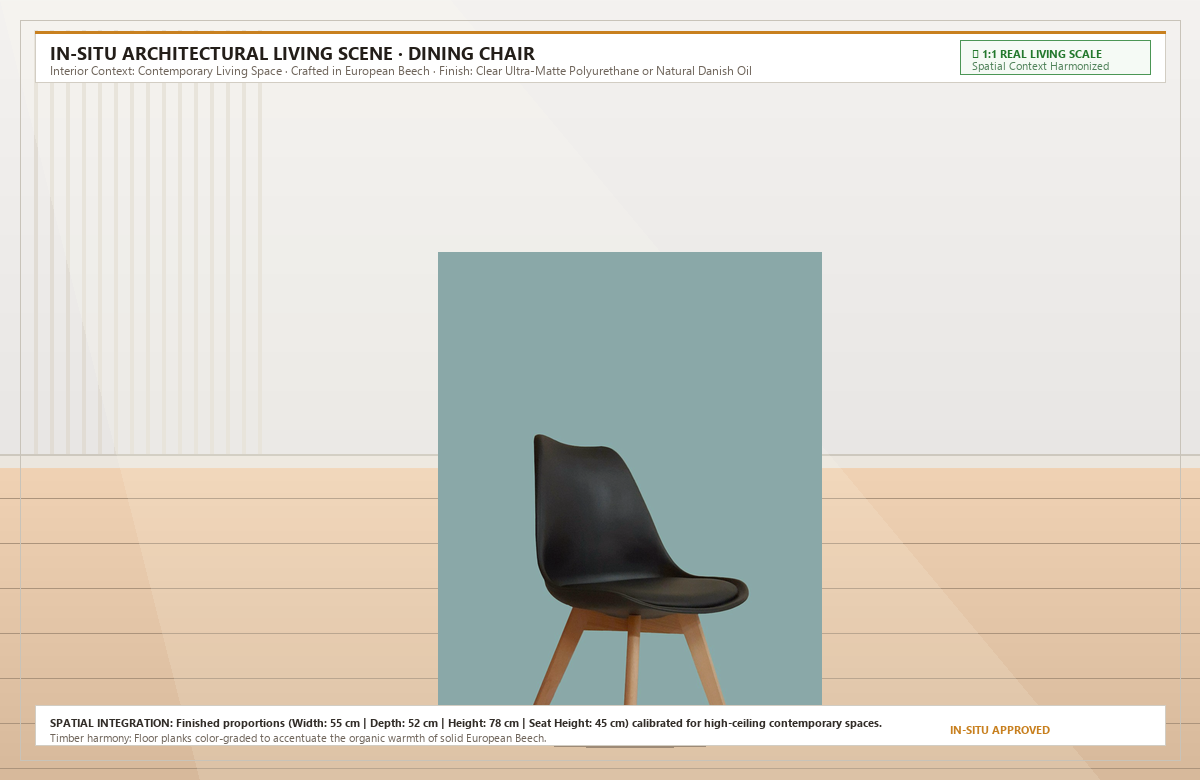 IN-SITU ARCHITECTURAL LIVING SCENE · DINING CHAIR
Interior Context: Contemporary Living Space · Crafted in European Beech · Finish: Clear Ultra-Matte Polyurethane or Natural Danish Oil
1:1 REAL LIVING SCALE
Spatial Context Harmonized
SPATIAL INTEGRATION: Finished proportions (Width: 55 cm | Depth: 52 cm | Height: 78 cm | Seat Height: 45 cm) calibrated for high-ceiling contemporary spaces.
Timber harmony: Floor planks color-graded to accentuate the organic warmth of solid European Beech.
IN-SITU APPROVED